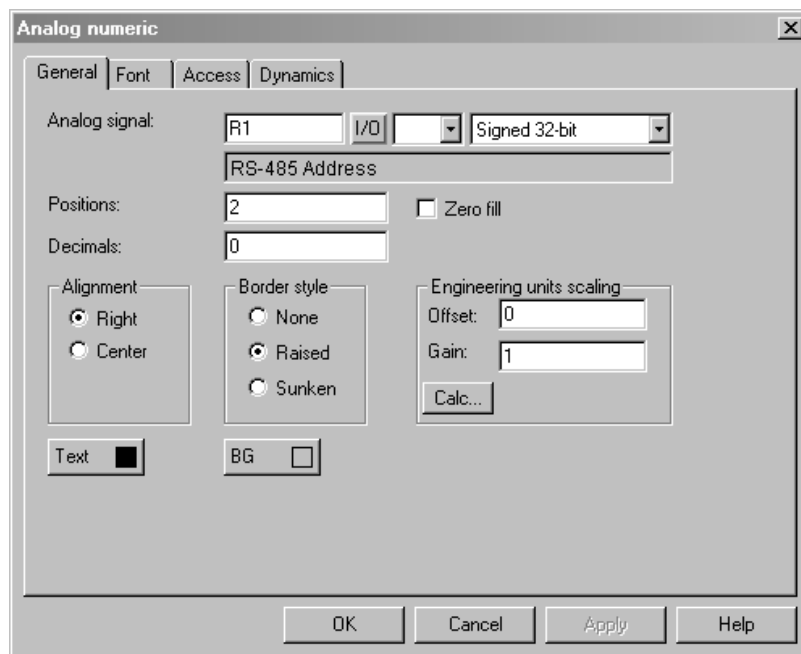 Analog numeric
General Font Access Dynamics
Analog signal: R1 I/O Signed 32-bit
RS-485 Address
Positions: 2 Zero fill
Decimals: 0
Alignment Border style Engineering units scaling
Right None Offset: 0
Center Raised Gain: 1
Sunken Calc...
Text BG
OK Cancel Apply Help